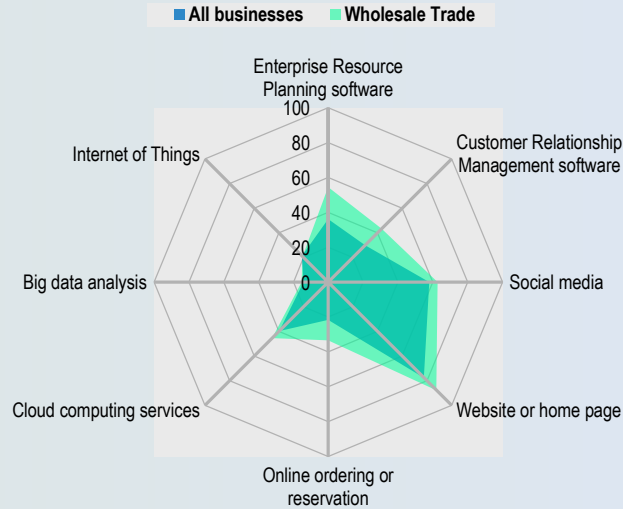 All businesses
Wholesale Trade
Enterprise Resource
Planning software
100
80
60
40
20
0
Customer Relationship
Management software
Social media
Website or home page
Online ordering or
reservation
Cloud computing services
Big data analysis
Internet of Things